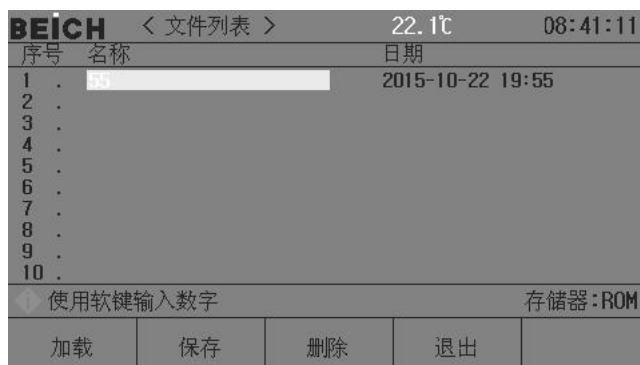 BEICH < 文件列表 > 22.1℃ 08:41:11
序号 名称 日期
1 . 55 2015-10-22 19:55
2 .
3 .
4 .
5 .
6 .
7 .
8 .
9 .
10 .
使用软键输入数字 存储器:ROM
加载 保存 删除 退出